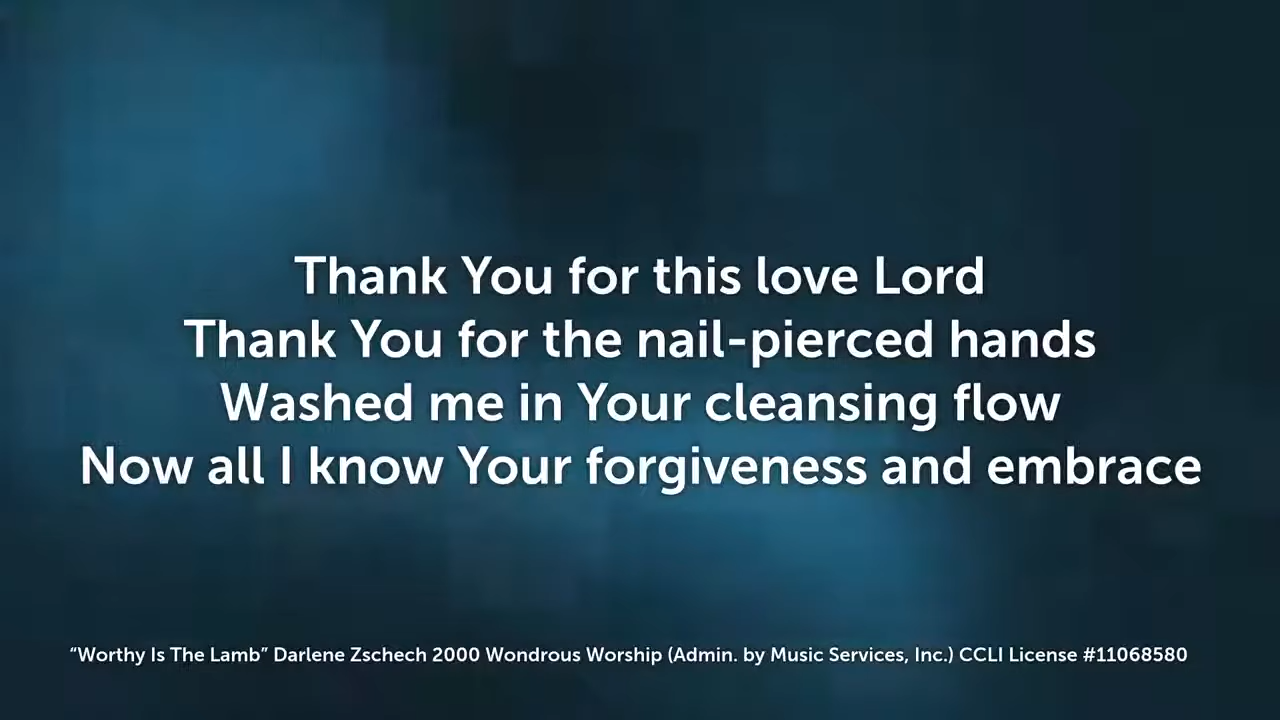 Thank You for this love Lord
Thank You for the nail-pierced hands
Washed me in Your cleansing flow
Now all I know Your forgiveness and embrace
“Worthy Is The Lamb” Darlene Zschech 2000 Wondrous Worship (Admin. by Music Services, Inc.) CCLI License #11068580